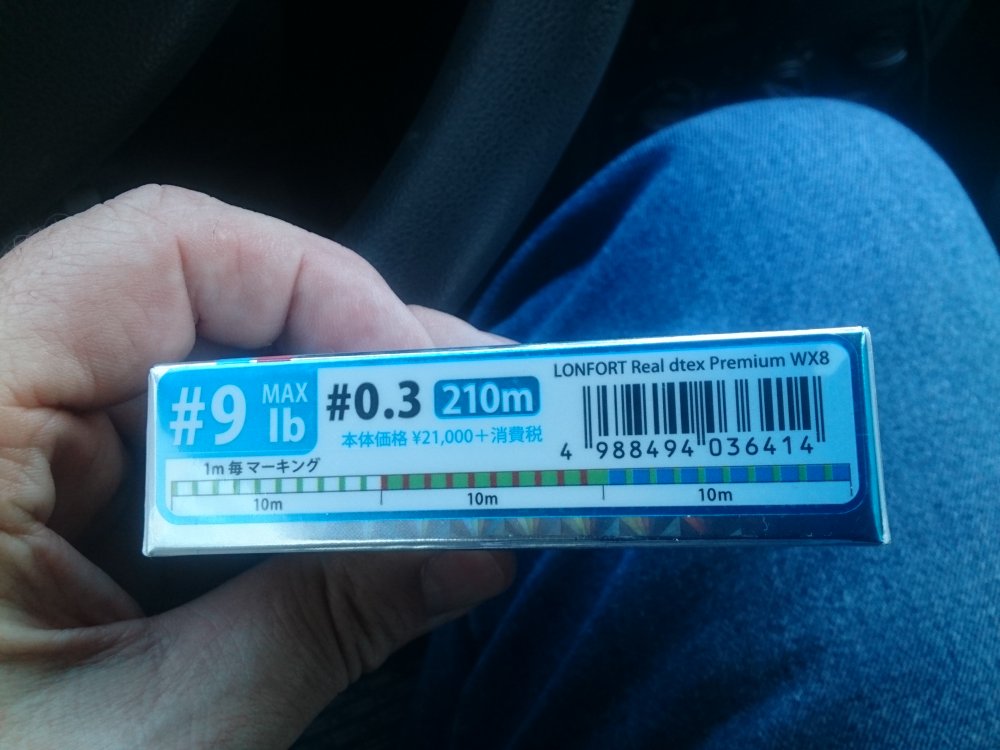 #9 MAX lb
#0.3 210m
LONFORT Real dtex Premium WX8
本体価格 ¥21,000+消費税
4 988494 036414
1m 毎 マーキング
10m 10m 10m